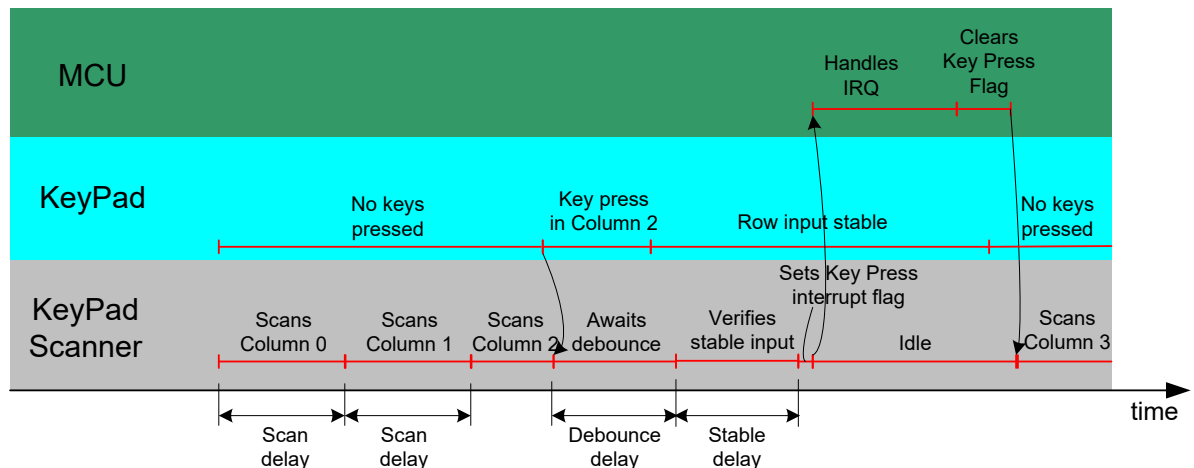 MCU
Handles
IRQ
Clears
Key Press
Flag
KeyPad
No keys
pressed
Key press
in Column 2
Row input stable
No keys
pressed
KeyPad
Scanner
Scans
Column 0
Scans
Column 1
Scans
Column 2
Awaits
debounce
Verifies
stable input
Sets Key Press
interrupt flag
Idle
Scans
Column 3
time
Scan
delay
Scan
delay
Debounce
delay
Stable
delay